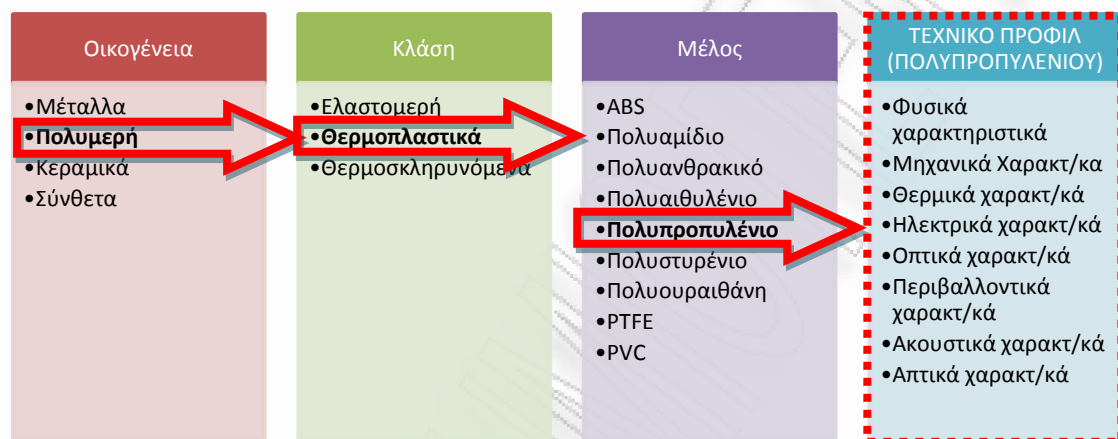 Οικογένεια
•Μέταλλα
•Πολυμερή
•Κεραμικά
•Σύνθετα
Κλάση
•Ελαστομερή
•Θερμοπλαστικά
•Θερμοσκληρυνόμενα
Μέλος
•ABS
•Πολυαμίδιο
•Πολυανθρακικό
•Πολυαιθυλένιο
•Πολυπροπυλένιο
•Πολυστυρένιο
•Πολυουραιθάνη
•PTFE
•PVC
ΤΕΧΝΙΚΟ ΠΡΟΦΙΛ
(ΠΟΛΥΠΡΟΠΥΛΕΝΙΟΥ)
•Φυσικά
χαρακτηριστικά
•Μηχανικά Χαρακτ/κα
•Θερμικά χαρακτ/κά
•Ηλεκτρικά χαρακτ/κά
•Οπτικά χαρακτ/κά
•Περιβαλλοντικά
χαρακτ/κά
•Ακουστικά χαρακτ/κά
•Απτικά χαρακτ/κά